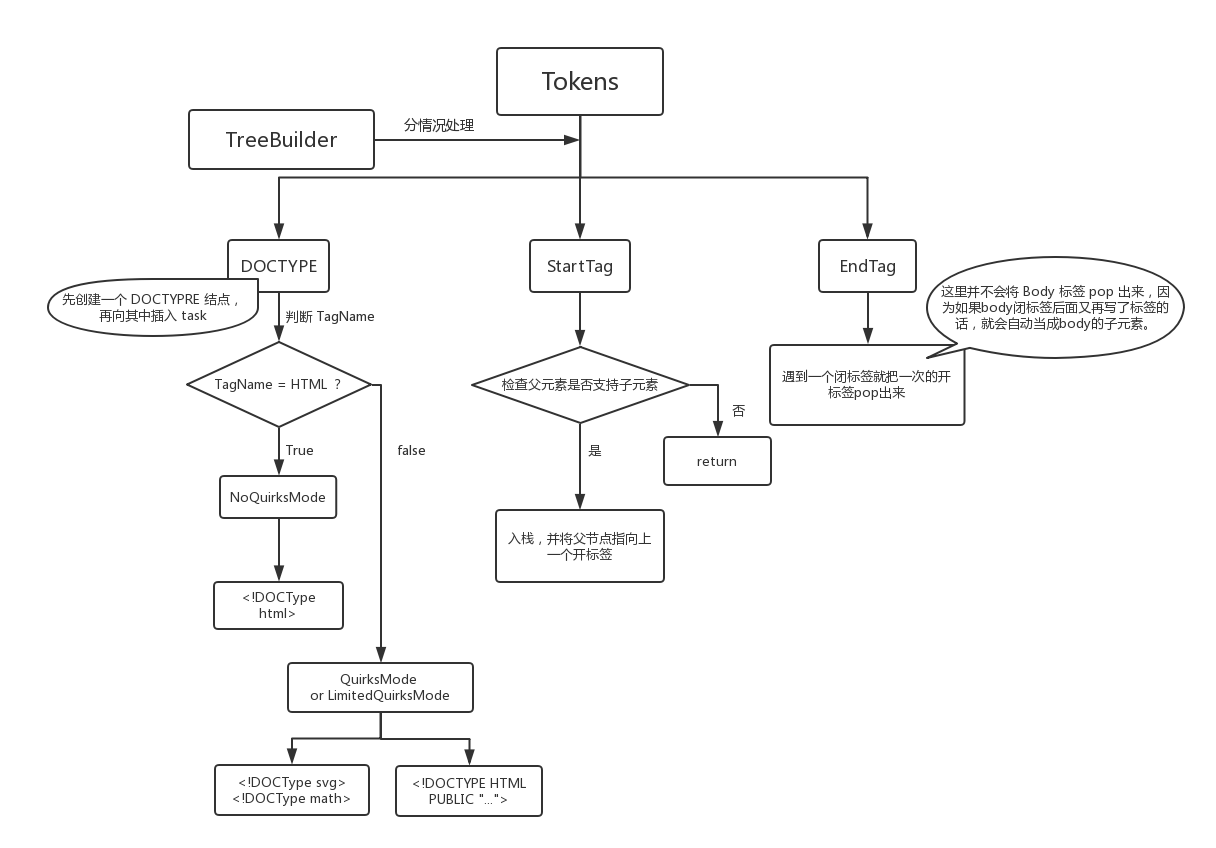 Tokens
TreeBuilder
分情况处理
DOCTYPE
StartTag
EndTag
先创建一个 DOCTYPRE 结点，
再向其中插入 task
判断 TagName
这里并不会将 Body 标签 pop 出来，因
为如果body闭标签后面又再写了标签的
话，就会自动当成body的子元素。
TagName = HTML ？
检查父元素是否支持子元素
遇到一个闭标签就把一次的开
标签pop出来
否
True
false
是
return
NoQuirksMode
入栈，并将父节点指向上
一个开标签
<!DOCType
html>
QuirksMode
or LimitedQuirksMode
<!DOCType svg>
<!DOCType math>
<!DOCTYPE HTML
PUBLIC "...">